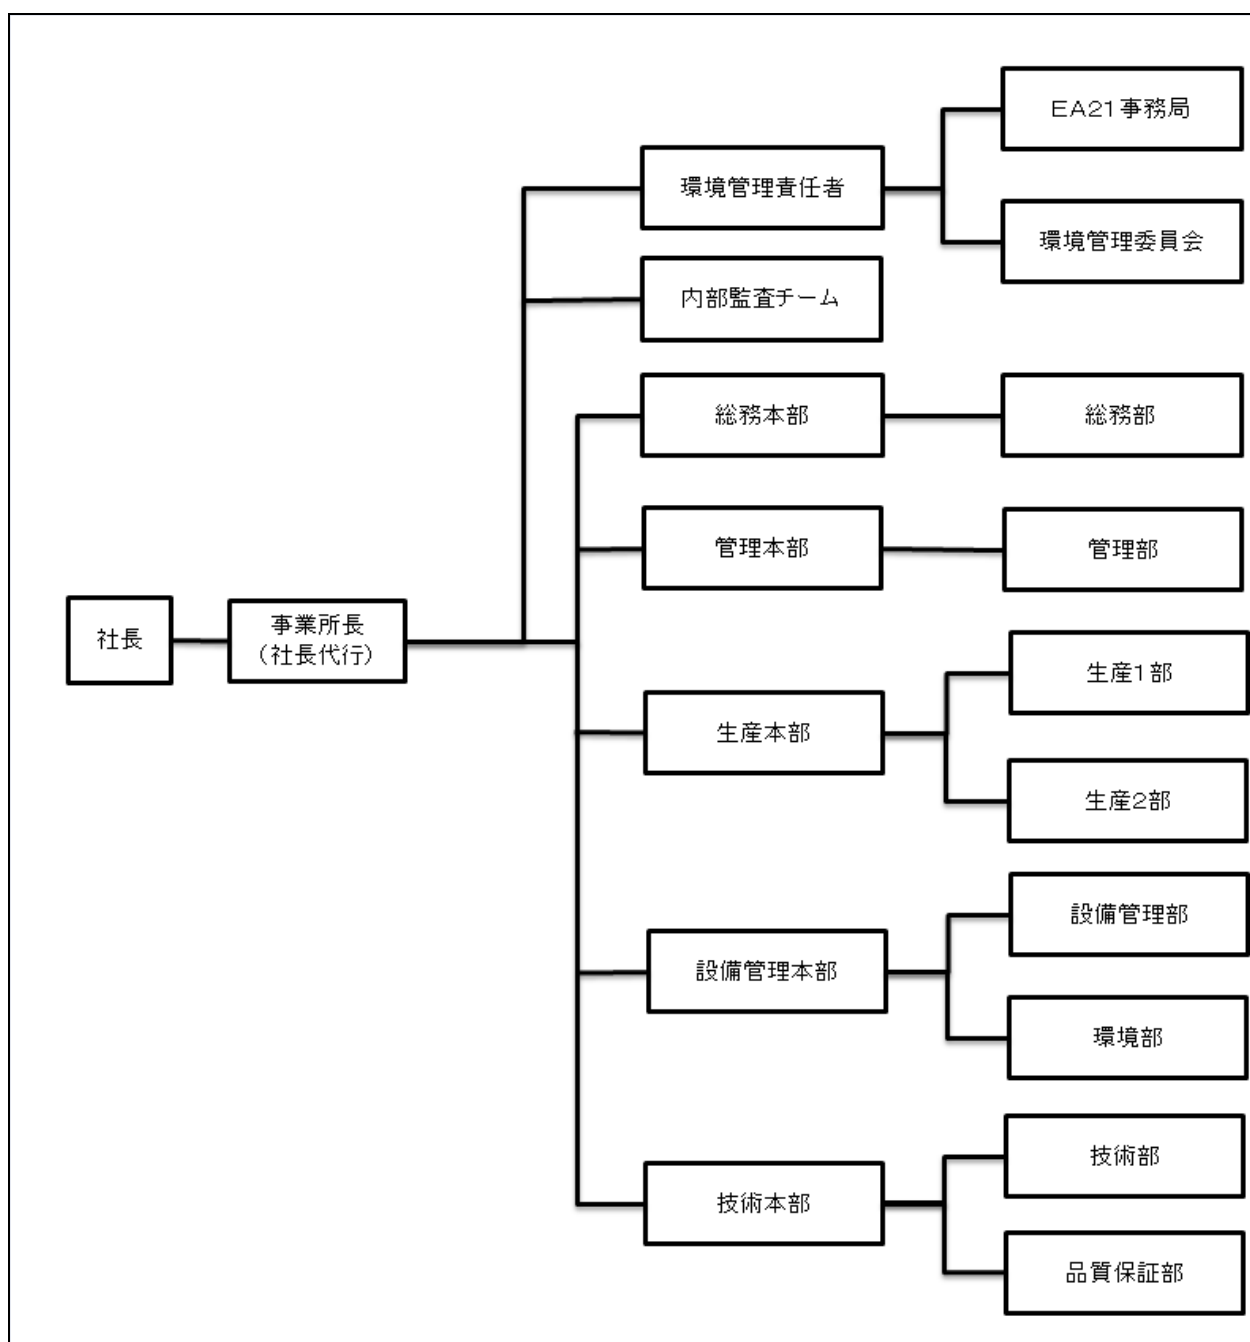 社長
事業所長
（社長代行）
環境管理責任者
EA21事務局
環境管理委員会
内部監査チーム
総務本部
総務部
管理本部
管理部
生産本部
生産1部
生産2部
設備管理本部
設備管理部
環境部
技術本部
技術部
品質保証部